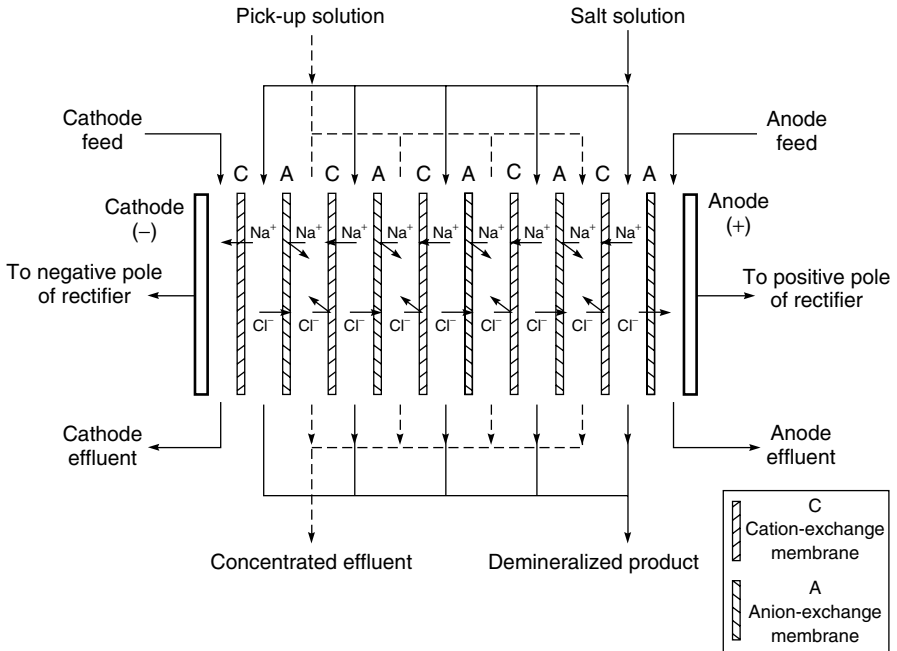 Pick-up solution
Salt solution
Cathode
feed
Anode
feed
C A C A C A C A C A
Cathode
(–)
Anode
(+)
Na⁺ Na⁺ Na⁺ Na⁺ Na⁺ Na⁺ Na⁺ Na⁺ Na⁺
To negative pole
of rectifier
To positive pole
of rectifier
Cl⁻ Cl⁻ Cl⁻ Cl⁻ Cl⁻ Cl⁻ Cl⁻ Cl⁻ Cl⁻
Cathode
effluent
Anode
effluent
Concentrated effluent
Demineralized product
C
Cation-exchange
membrane
A
Anion-exchange
membrane